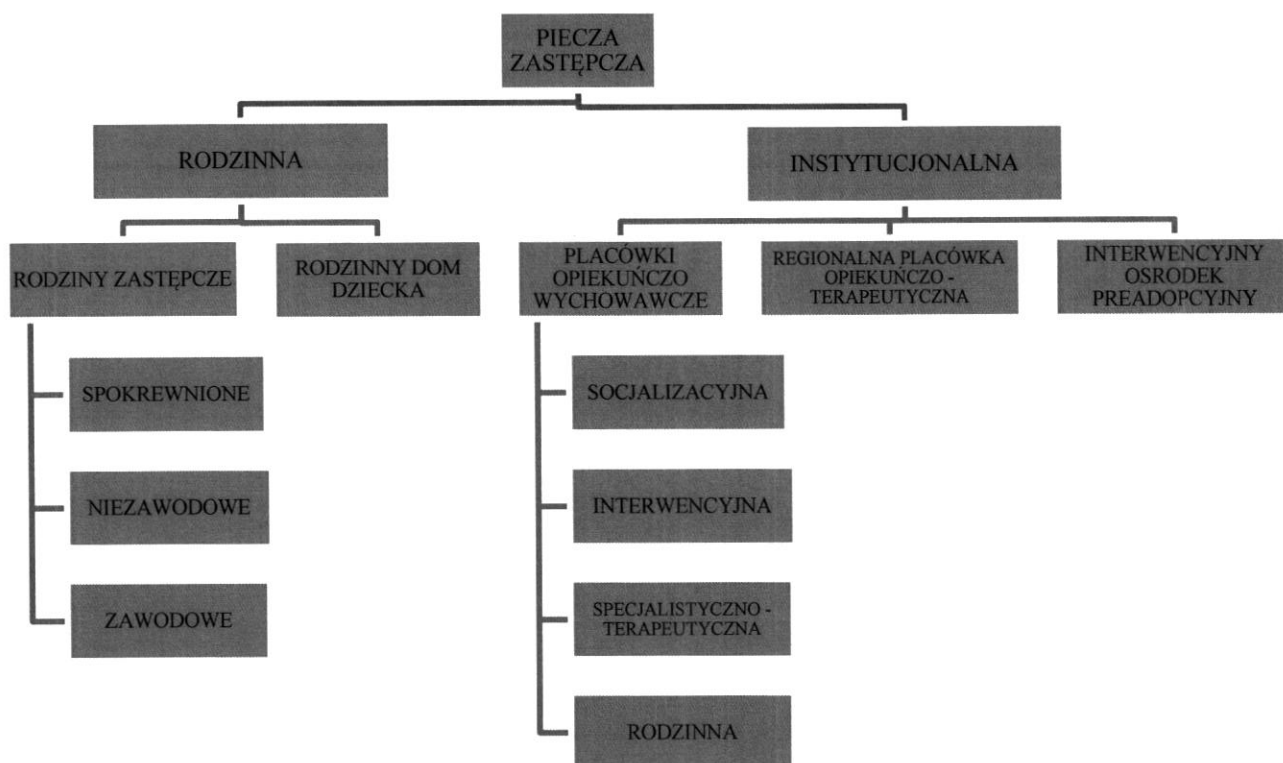 PIECZA
ZASTĘPCZA
RODZINNA
INSTYTUCJONALNA
RODZINY ZASTĘPCZE
RODZINNY DOM
DZIECKA
PLACÓWKI
OPIEKUŃCZO
WYCHOWAWCZE
REGIONALNA PLACÓWKA
OPIEKUŃCZO -
TERAPEUTYCZNA
INTERWENCYJNY
OSRODEK
PREADOPCYJNY
SPOKREWNIONE
NIEZAWODOWE
ZAWODOWE
SOCJALIZACYJNA
INTERWENCYJNA
SPECJALISTYCZNO -
TERAPEUTYCZNA
RODZINNA